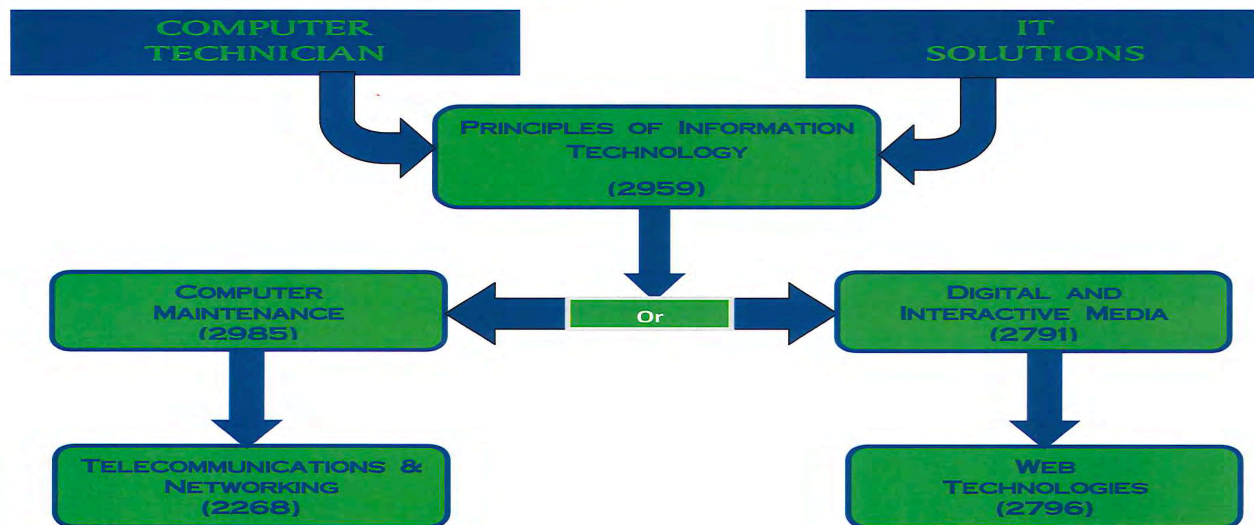 COMPUTER
TECHNICIAN
IT
SOLUTIONS
PRINCIPLES OF INFORMATION
TECHNOLOGY
(2959)
Or
COMPUTER
MAINTENANCE
(2985)
DIGITAL AND
INTERACTIVE MEDIA
(2791)
TELECOMMUNICATIONS &
NETWORKING
(2268)
WEB
TECHNOLOGIES
(2796)